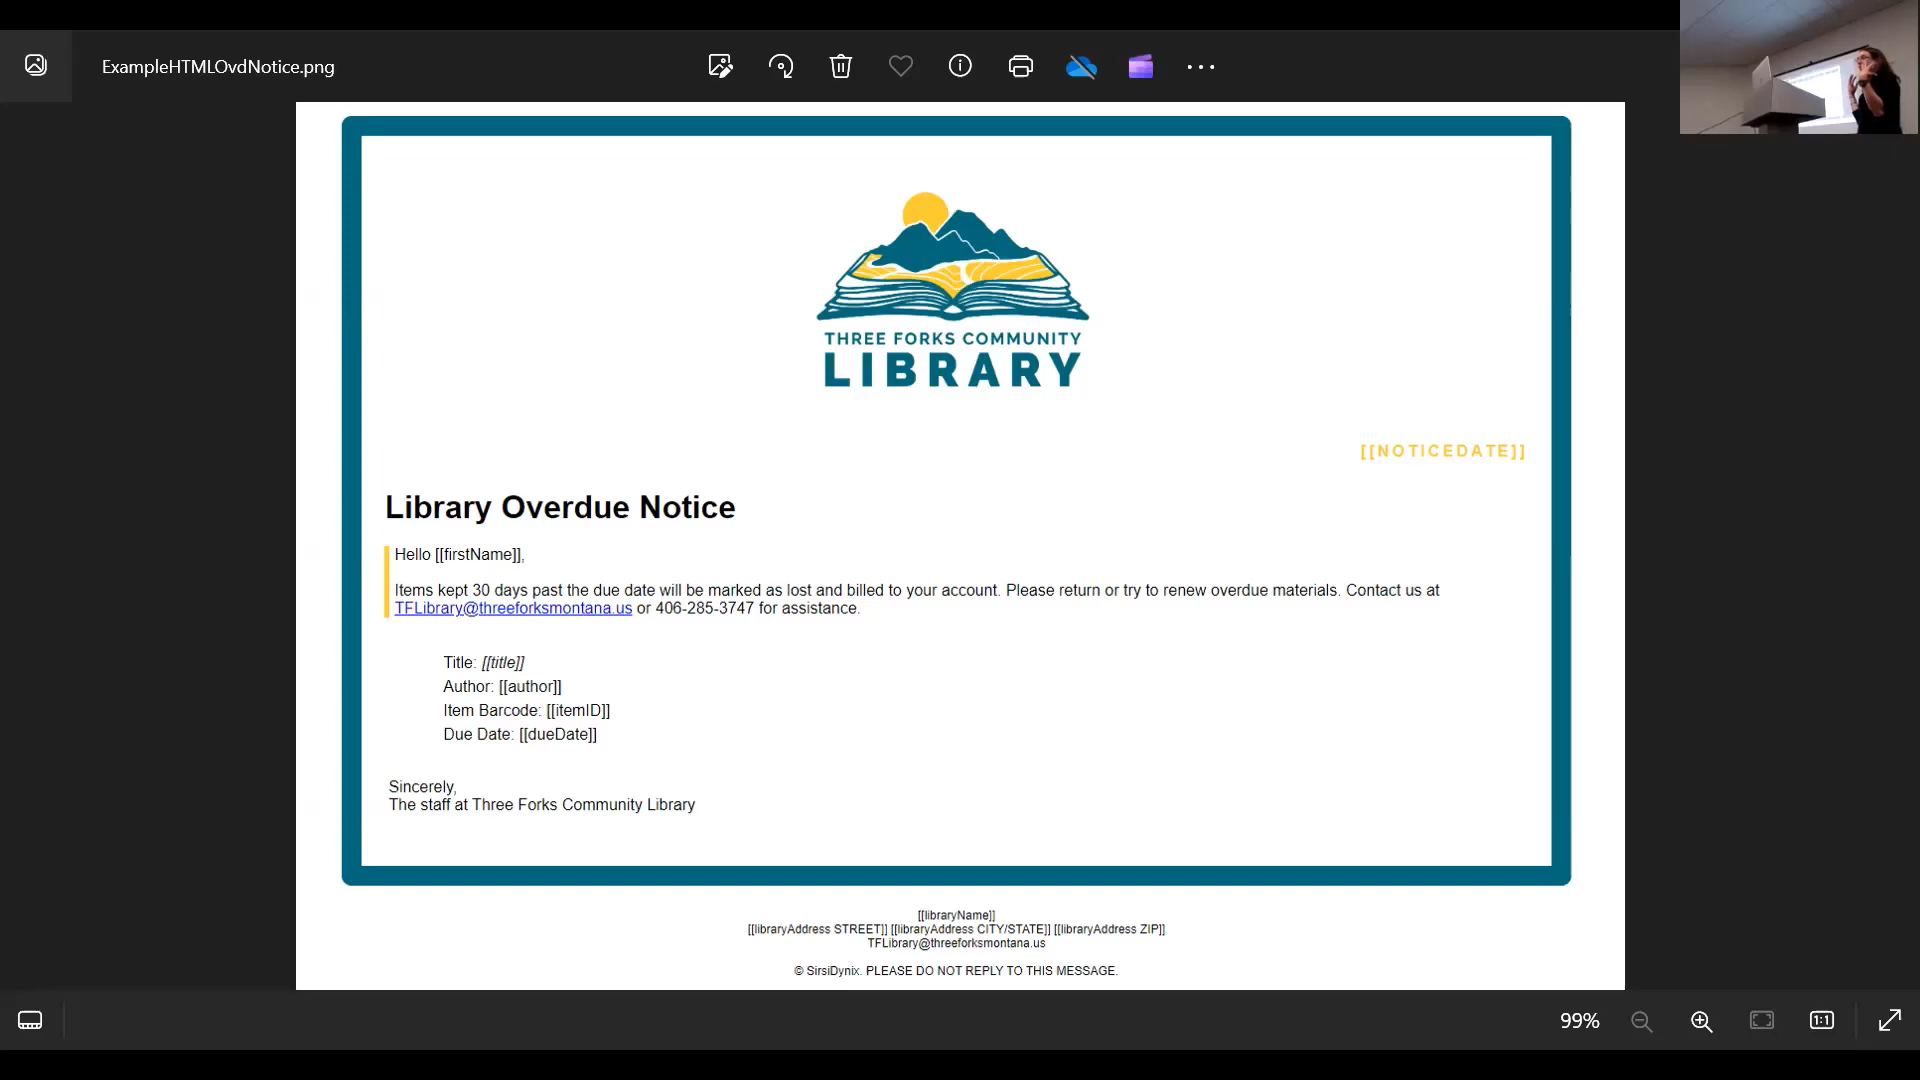 ExampleHTMLOvdNotice.png
THREE FORKS COMMUNITY
LIBRARY
[[NOTICEDATE]]
Library Overdue Notice
Hello [[firstName]],
Items kept 30 days past the due date will be marked as lost and billed to your account. Please return or try to renew overdue materials. Contact us at
TFLibrary@threeforksmontana.us or 406-285-3747 for assistance.
Title: [[title]]
Author: [[author]]
Item Barcode: [[itemID]]
Due Date: [[dueDate]]
Sincerely,
The staff at Three Forks Community Library
[[libraryName]]
[[libraryAddress STREET]] [[libraryAddress CITY/STATE]] [[libraryAddress ZIP]]
TFLibrary@threeforksmontana.us
© SirsiDynix. PLEASE DO NOT REPLY TO THIS MESSAGE.
99%
1:1